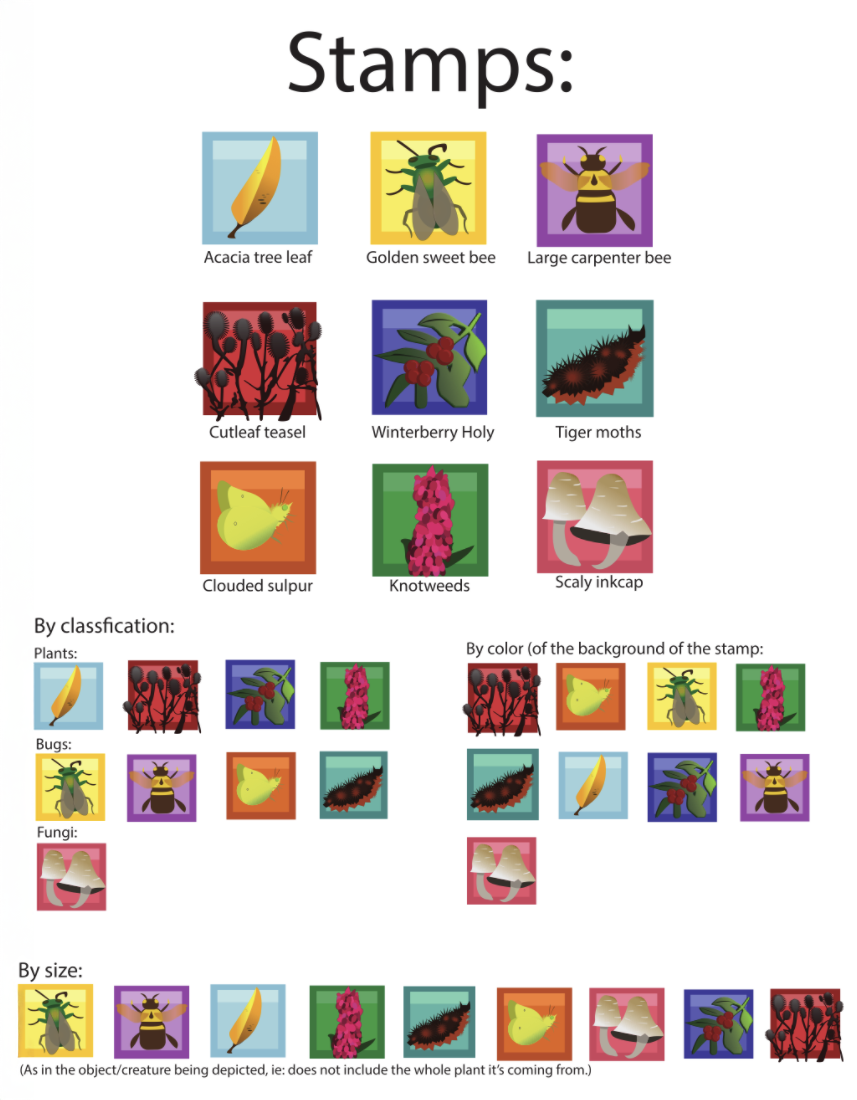 Stamps:
Acacia tree leaf
Golden sweet bee
Large carpenter bee
Cutleaf teasel
Winterberry Holy
Tiger moths
Clouded sulpur
Knotweeds
Scaly inkcap
By classfication:
Plants:
Bugs:
Fungi:
By color (of the background of the stamp:
By size:
(As in the object/creature being depicted, ie: does not include the whole plant it's coming from.)